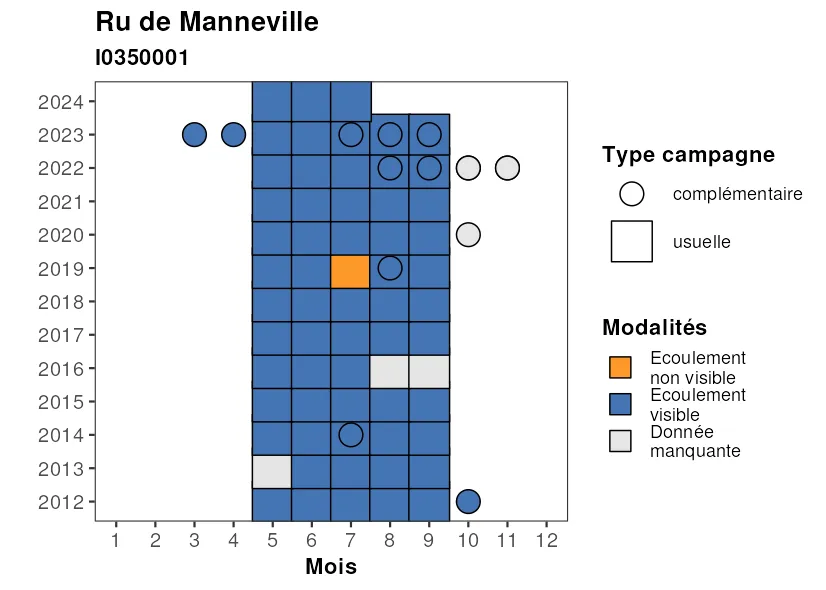 Ru de Manneville
I0350001
2024
2023
2022
2021
2020
2019
2018
2017
2016
2015
2014
2013
2012
1 2 3 4 5 6 7 8 9 10 11 12
Mois
Type campagne
complémentaire
usuelle
Modalités
Ecoulement
non visible
Ecoulement
visible
Donnée
manquante